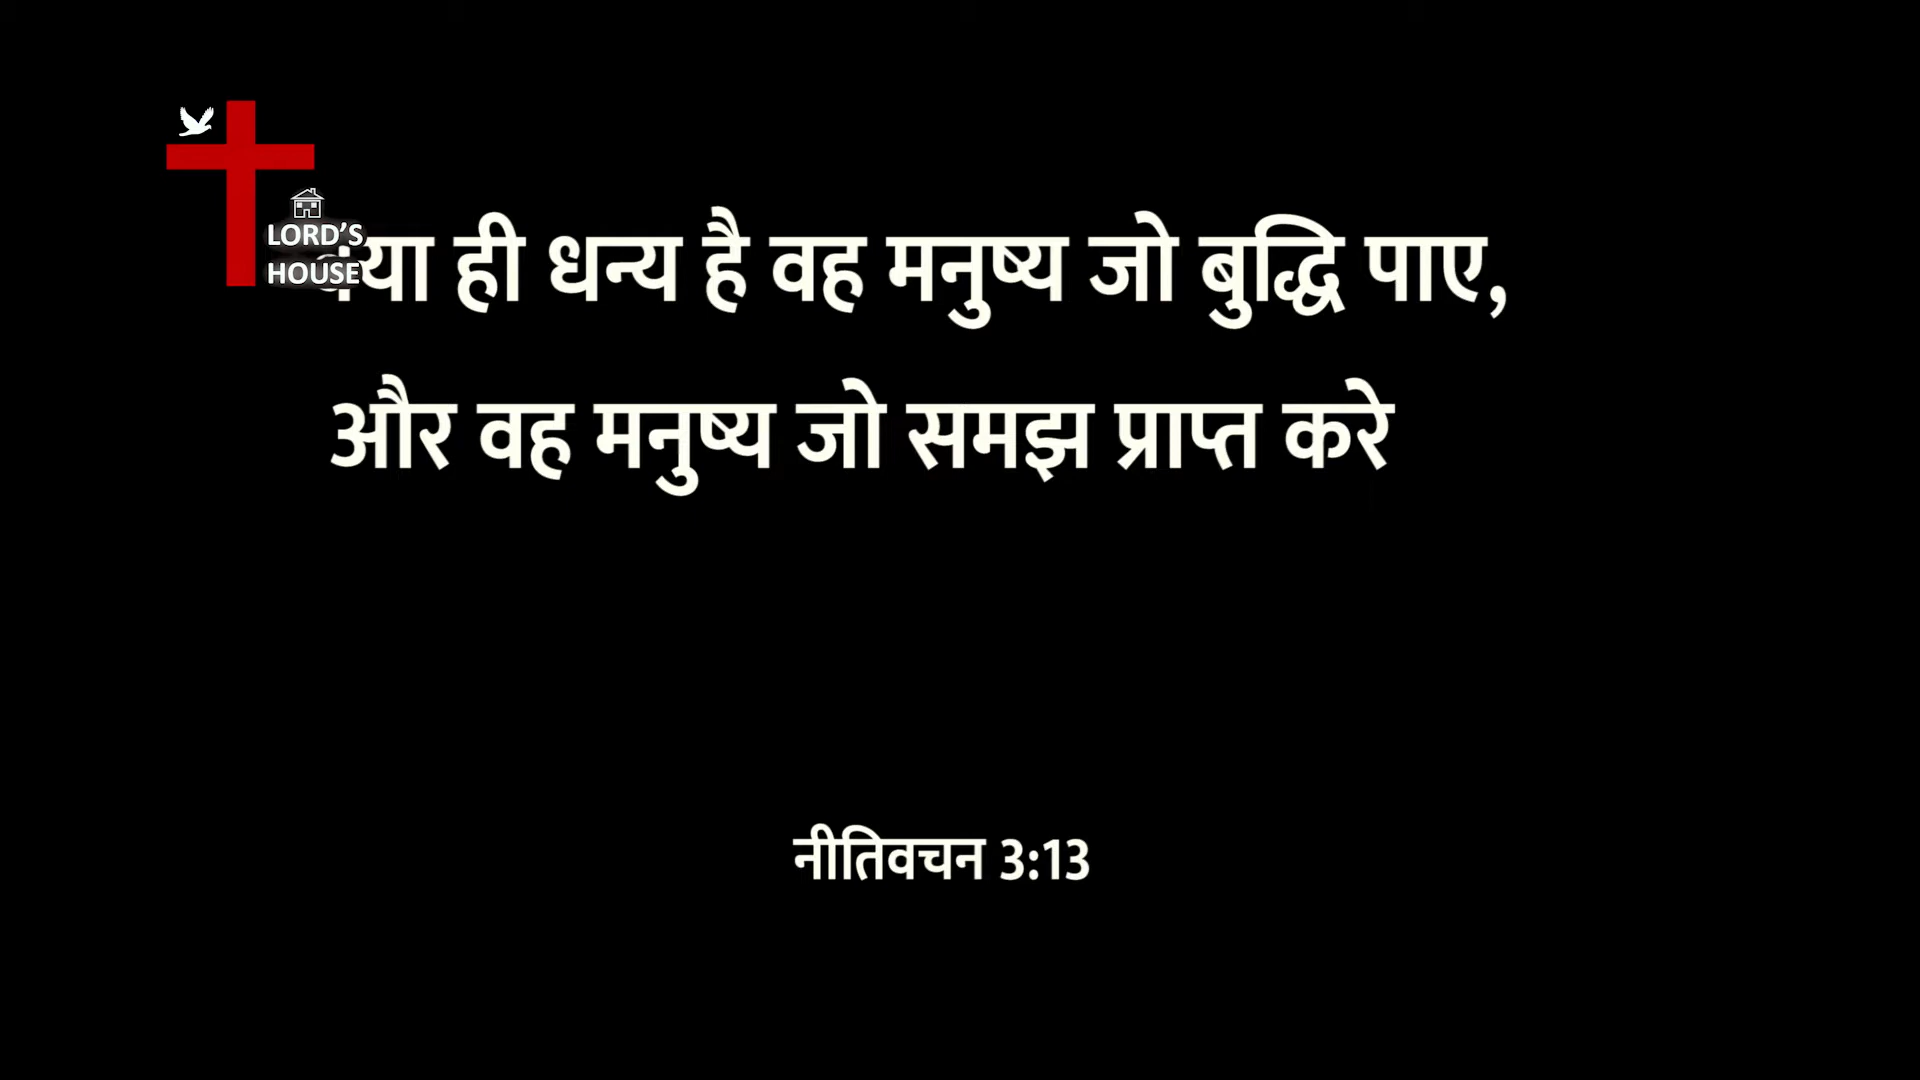 LORD'S
HOUSE
क्या ही धन्य है वह मनुष्य जो बुद्धि पाए,
और वह मनुष्य जो समझ प्राप्त करे
नीतिवचन 3:13